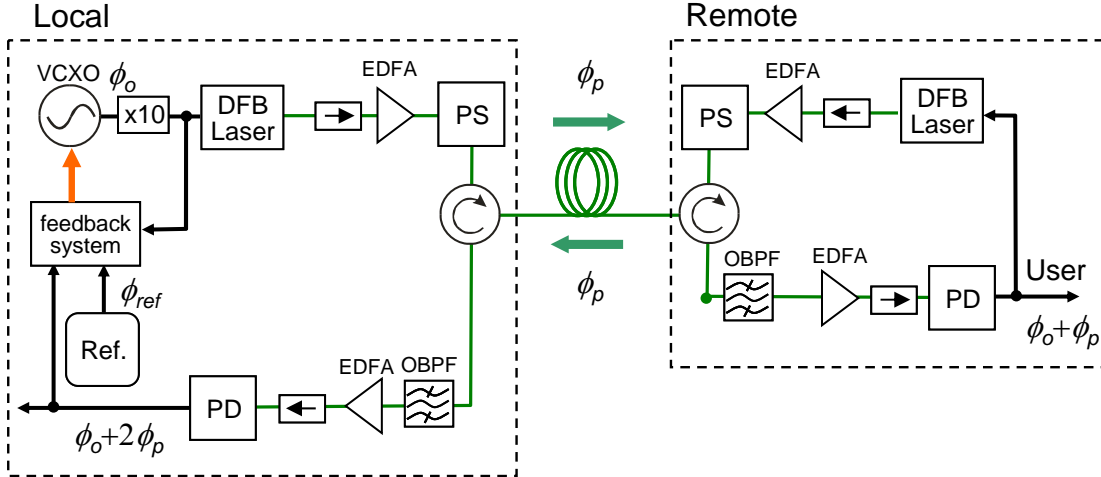 Local
Remote
VCXO
ϕo
EDFA
x10
DFB
Laser
PS
feedback
system
ϕref
Ref.
PD
EDFA
OBPF
ϕo+2ϕp
ϕp
ϕp
PS
EDFA
DFB
Laser
OBPF
EDFA
PD
User
ϕo+ϕp